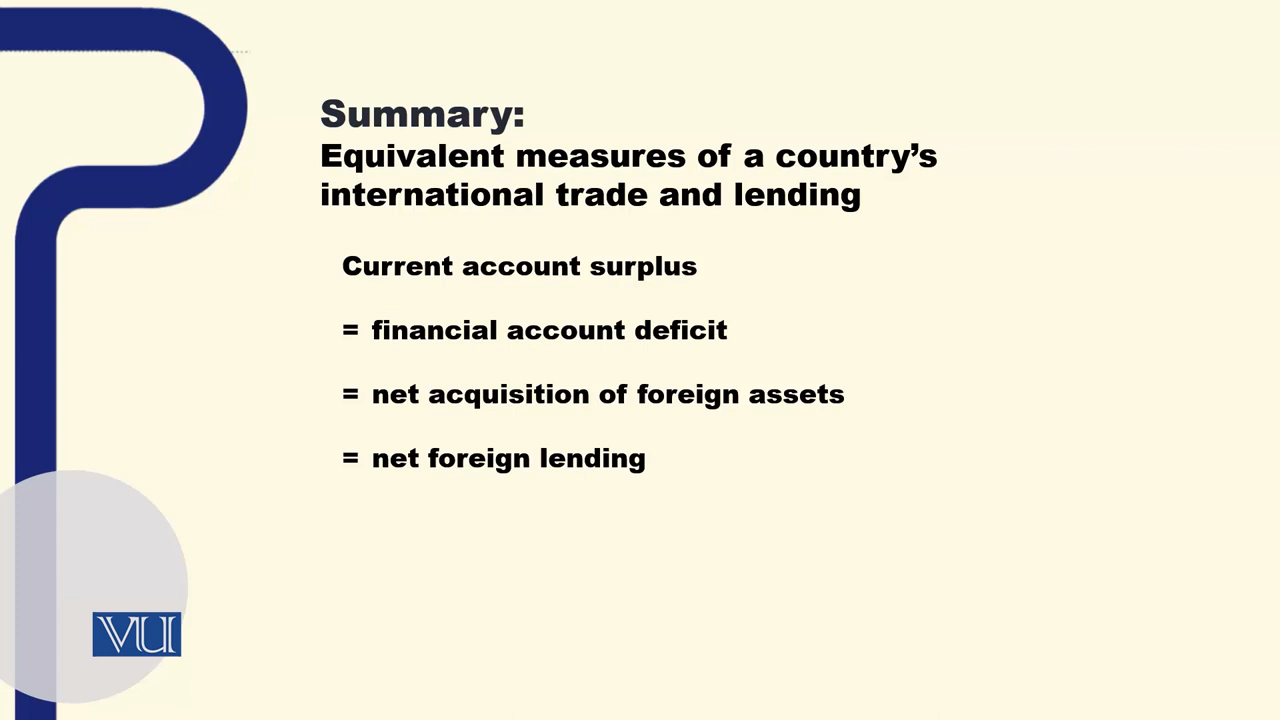 Summary:
Equivalent measures of a country’s
international trade and lending
Current account surplus
= financial account deficit
= net acquisition of foreign assets
= net foreign lending
VU